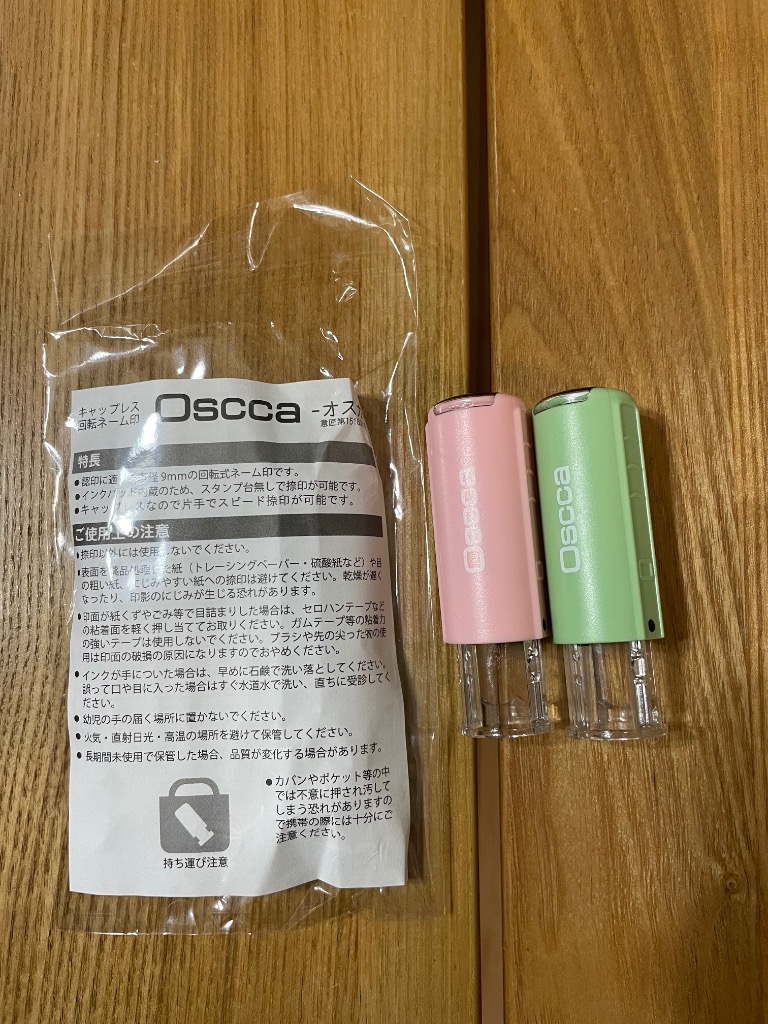 キャップレス
回転ネーム印
Oscca
-オス
意匠第151
特長
●認印に適 径9mmの回転式ネーム印です。
●インクパッド内蔵のため、スタンプ台無しで捺印が可能です。
●キャップレスなので片手でスピード捺印が可能です。
ご使用上の注意
●捺印以外には使用しないでください。
●表面を薬品処理した紙(トレーシングペーパー・硫酸紙など)や目
の粗い紙、にじみやすい紙への捺印は避けてください。乾燥が遅く
なったり、印影のにじみが生じる恐れがあります。
●印面が紙くずやごみ等で目詰まりした場合は、セロハンテープなど
の粘着面を軽く押し当ててお取りください。ガムテープ等の粘着力
の強いテープは使用しないでください。ブラシや先の尖った物の使
用は印面の破損の原因になりますのでおやめください。
●インクが手についた場合は、早めに石鹸で洗い落としてください。
誤って口や目に入った場合はすぐ水道水で洗い、直ちに受診してく
ださい。
●幼児の手の届く場所に置かないでください。
●火気・直射日光・高温の場所を避けて保管してください。
●長期間未使用で保管した場合、品質が変化する場合があります。
●カバンやポケット等の中
では不意に押され汚して
しまう恐れがありますの
で携帯の際には十分にご
注意ください。
持ち運び注意
Oscca
Oscca